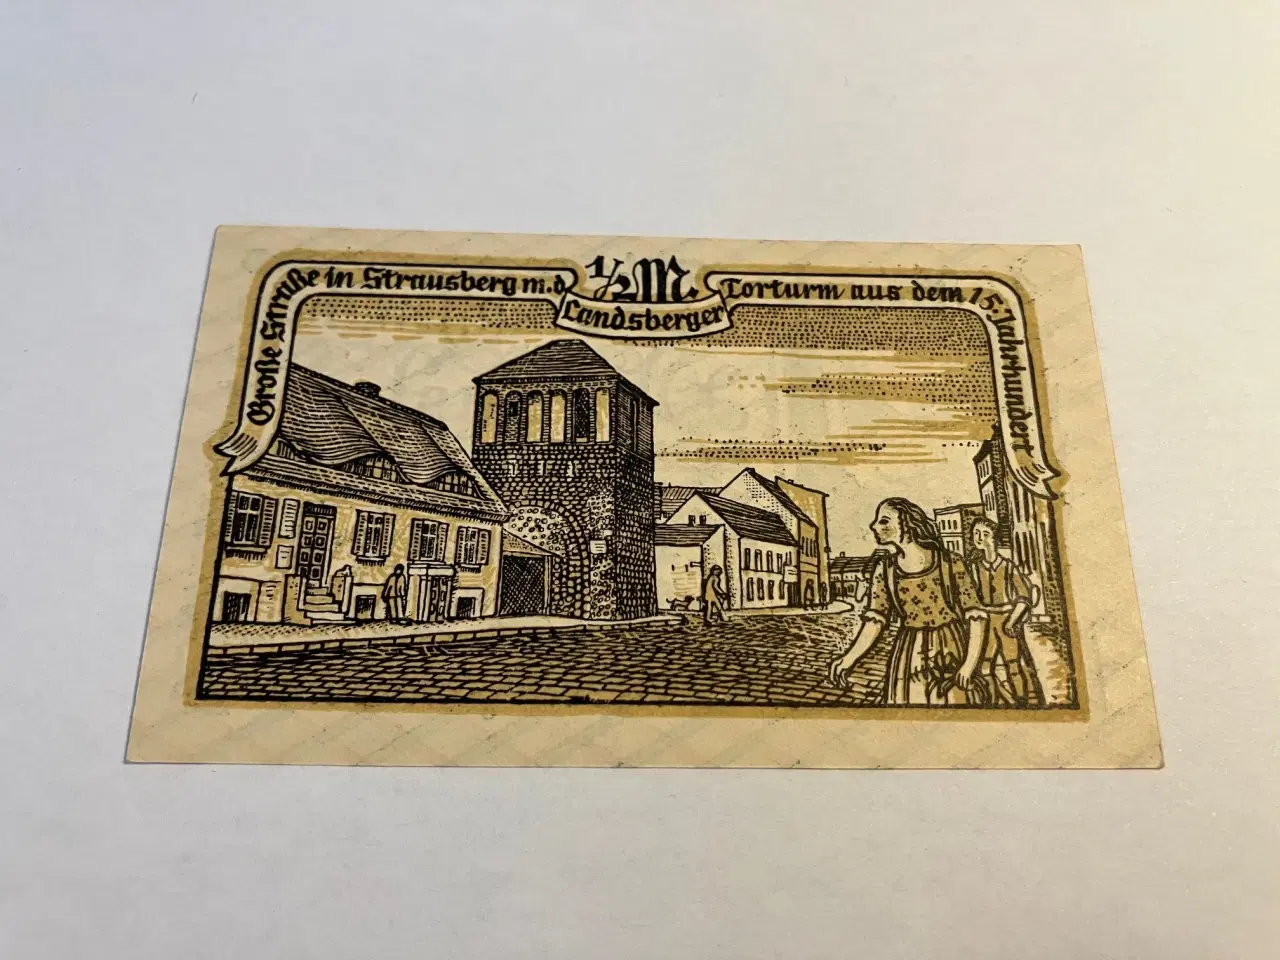 Große Straße in Strausberg m. d.
1/2 M.
Landsberger
Torturm aus dem 15. Jahrhundert